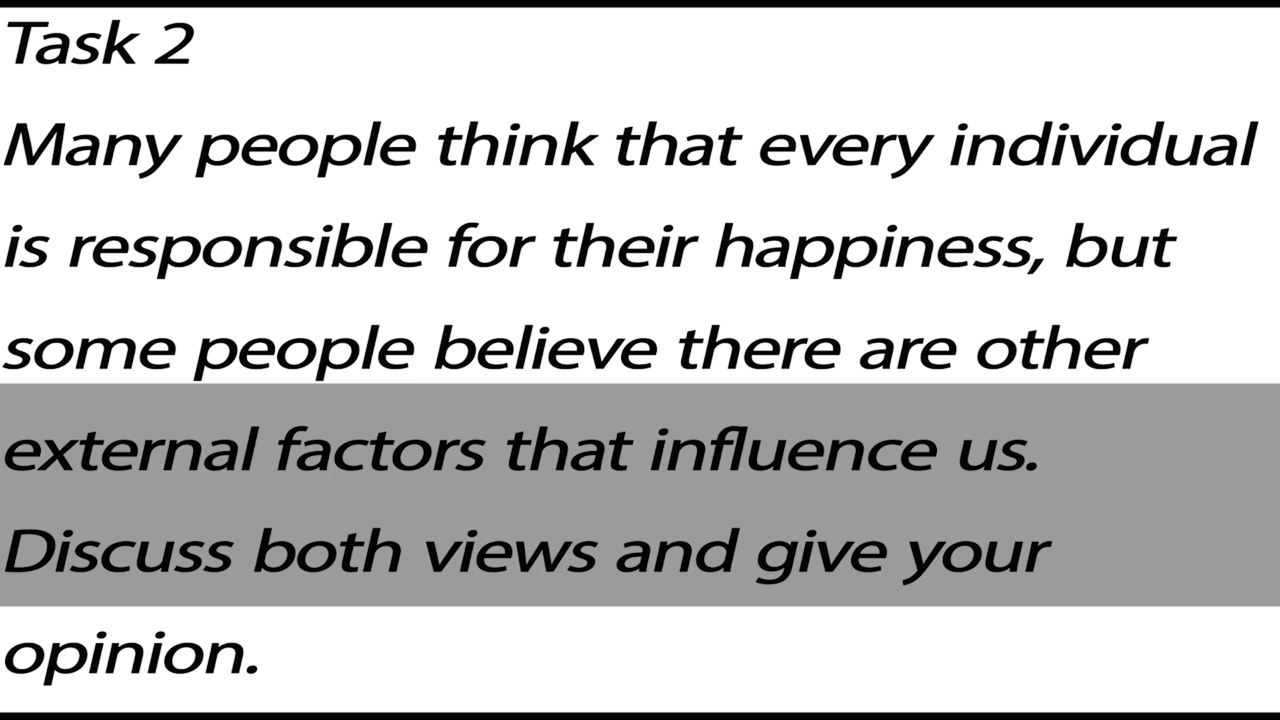 Task 2
Many people think that every individual
is responsible for their happiness, but
some people believe there are other
external factors that influence us.
Discuss both views and give your
opinion.